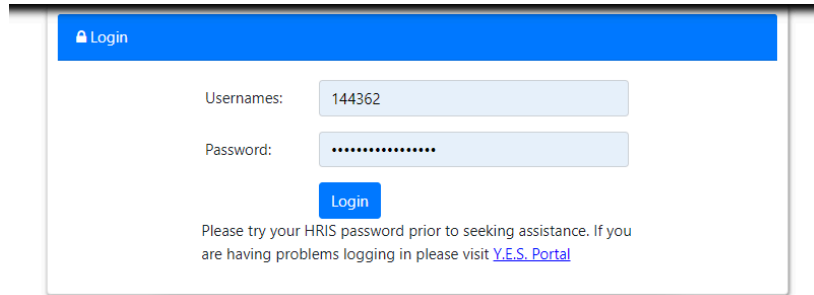 Login
Usernames: 144362
Password: •••••••••••••••••
Login
Please try your HRIS password prior to seeking assistance. If you
are having problems logging in please visit Y.E.S. Portal